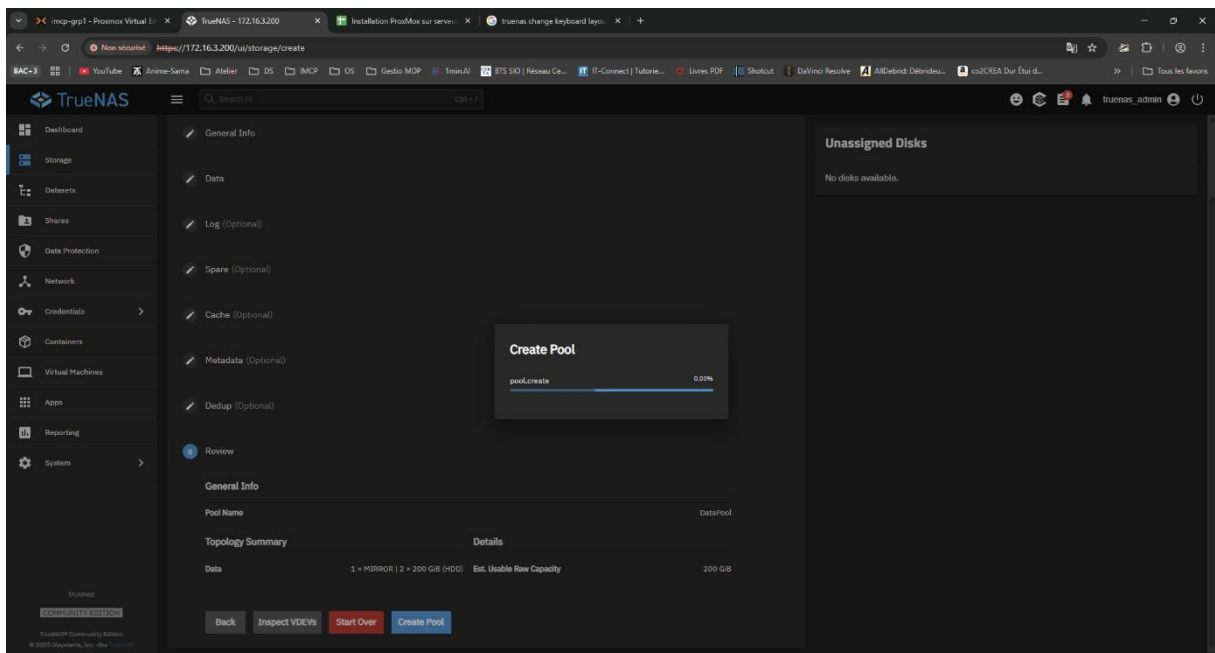 imcp-grp1 - Proxmox Virtual En
TrueNAS - 172.16.3.200
Installation ProxMox sur serveu
truenas change keyboard layou
Non sécurisé
https://172.16.3.200/ui/storage/create
BAC+3
YouTube
Anime-Sama
Atelier
DS
IMCP
OS
Gestio MDP
1min.AI
BTS SIO | Réseau Ce...
IT-Connect | Tutorie...
Livres PDF
Shotcut
DaVinci Resolve
AllDebrid: Débrideu...
co2CREA Dur Étui d...
Tous les favoris
TrueNAS
Search UI
Ctrl + /
truenas_admin
Dashboard
Storage
Datasets
Shares
Data Protection
Network
Credentials
Containers
Virtual Machines
Apps
Reporting
System
truenas
COMMUNITY EDITION
TrueNAS® Community Edition
© 2025 iXsystems, Inc. dba TrueNAS
General Info
Data
Log (Optional)
Spare (Optional)
Cache (Optional)
Metadata (Optional)
Dedup (Optional)
8 Review
General Info
Pool Name DataPool
Topology Summary Details
Data 1 × MIRROR | 2 × 200 GiB (HDD) Est. Usable Raw Capacity 200 GiB
Back Inspect VDEVs Start Over Create Pool
Create Pool
pool.create 0.00%
Unassigned Disks
No disks available.